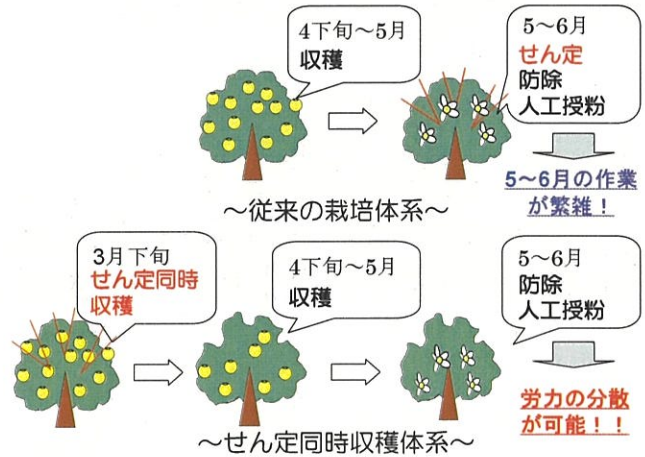 4下旬～5月
収穫
5～6月
せん定
防除
人工授粉
5～6月の作業
が繁雑！
～従来の栽培体系～
3月下旬
せん定同時
収穫
4下旬～5月
収穫
5～6月
防除
人工授粉
労力の分散
が可能！！
～せん定同時収穫体系～